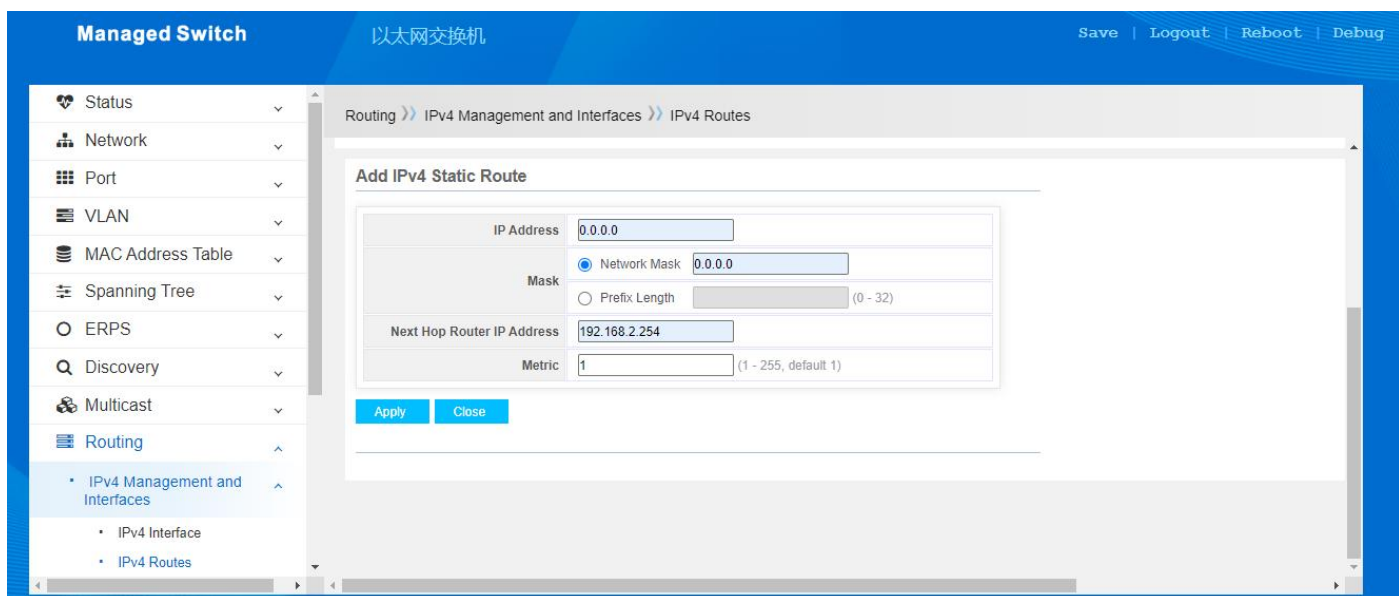 Managed Switch 以太网交换机 Save | Logout | Reboot | Debug
Status
Network
Port
VLAN
MAC Address Table
Spanning Tree
ERPS
Discovery
Multicast
Routing
IPv4 Management and
Interfaces
IPv4 Interface
IPv4 Routes
Routing 》 IPv4 Management and Interfaces 》 IPv4 Routes
Add IPv4 Static Route
IP Address 0.0.0.0
Mask
Network Mask 0.0.0.0
Prefix Length (0 - 32)
Next Hop Router IP Address 192.168.2.254
Metric 1 (1 - 255, default 1)
Apply Close